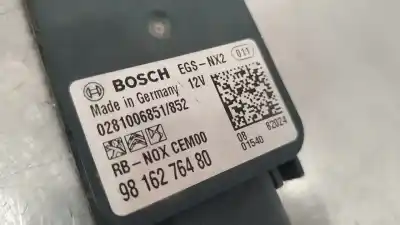 BOSCH EGS-NX2 011
Made in Germany 12V
0281006851/852
RB-NOX CEM00
98 162 764 80
08 82024
01540